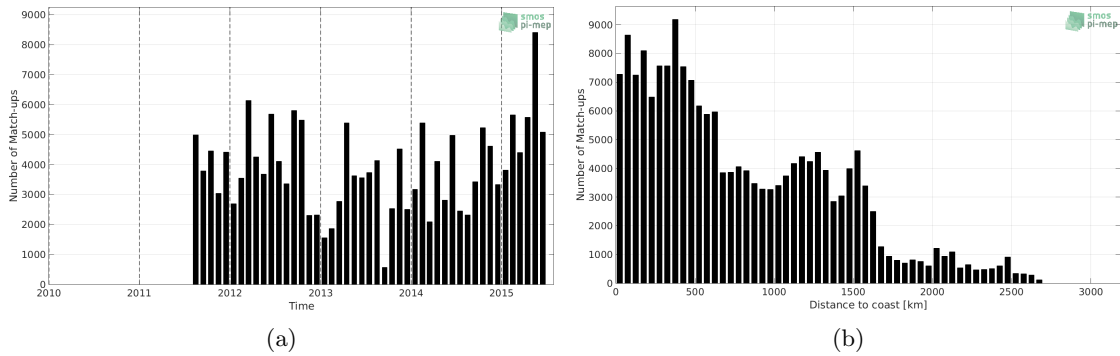 smos
pi-mep
9000
8000
7000
6000
5000
4000
3000
2000
1000
0
Number of Match-ups
2010 2011 2012 2013 2014 2015
Time
(a)
smos
pi-mep
9000
8000
7000
6000
5000
4000
3000
2000
1000
0
Number of Match-ups
0 500 1000 1500 2000 2500 3000
Distance to coast [km]
(b)